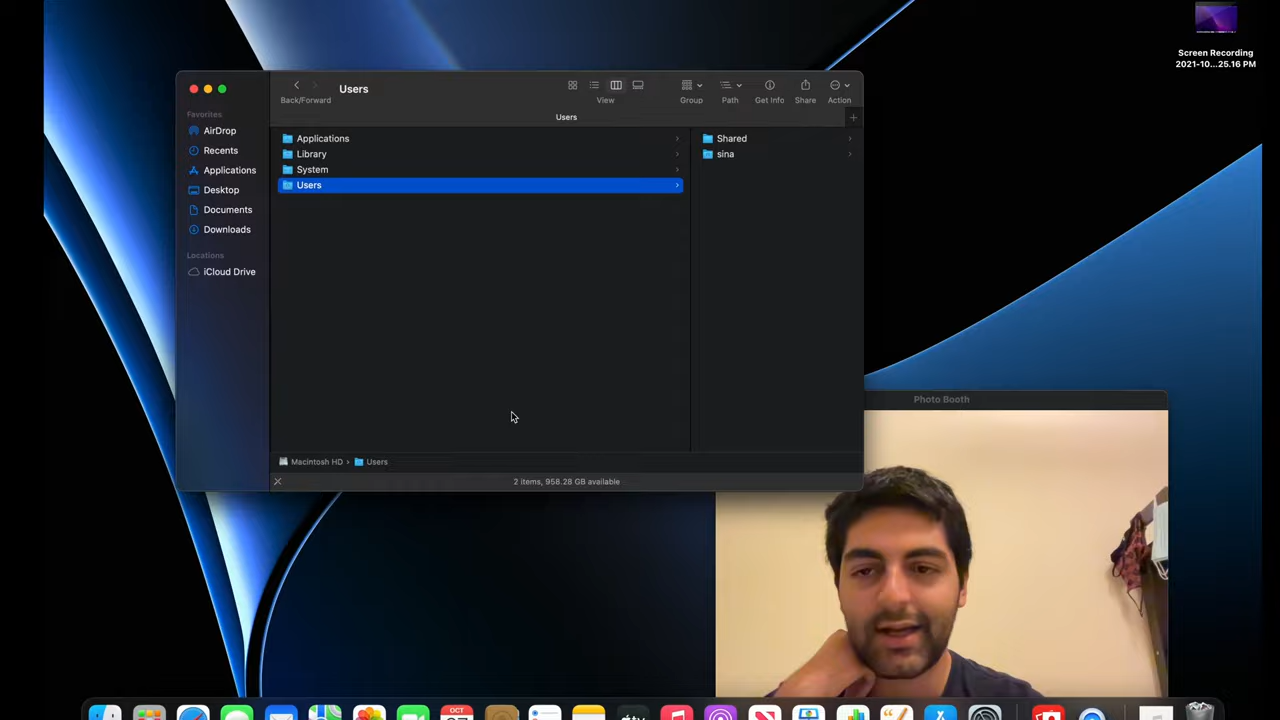 Screen Recording
2021-10...25.16 PM
Users
Back/Forward
View
Group
Path
Get Info
Share
Action
Users
Favorites
AirDrop
Recents
Applications
Desktop
Documents
Downloads
Locations
iCloud Drive
Applications
Library
System
Users
Shared
sina
Macintosh HD › Users
2 items, 958.28 GB available
Photo Booth
OCT
tv